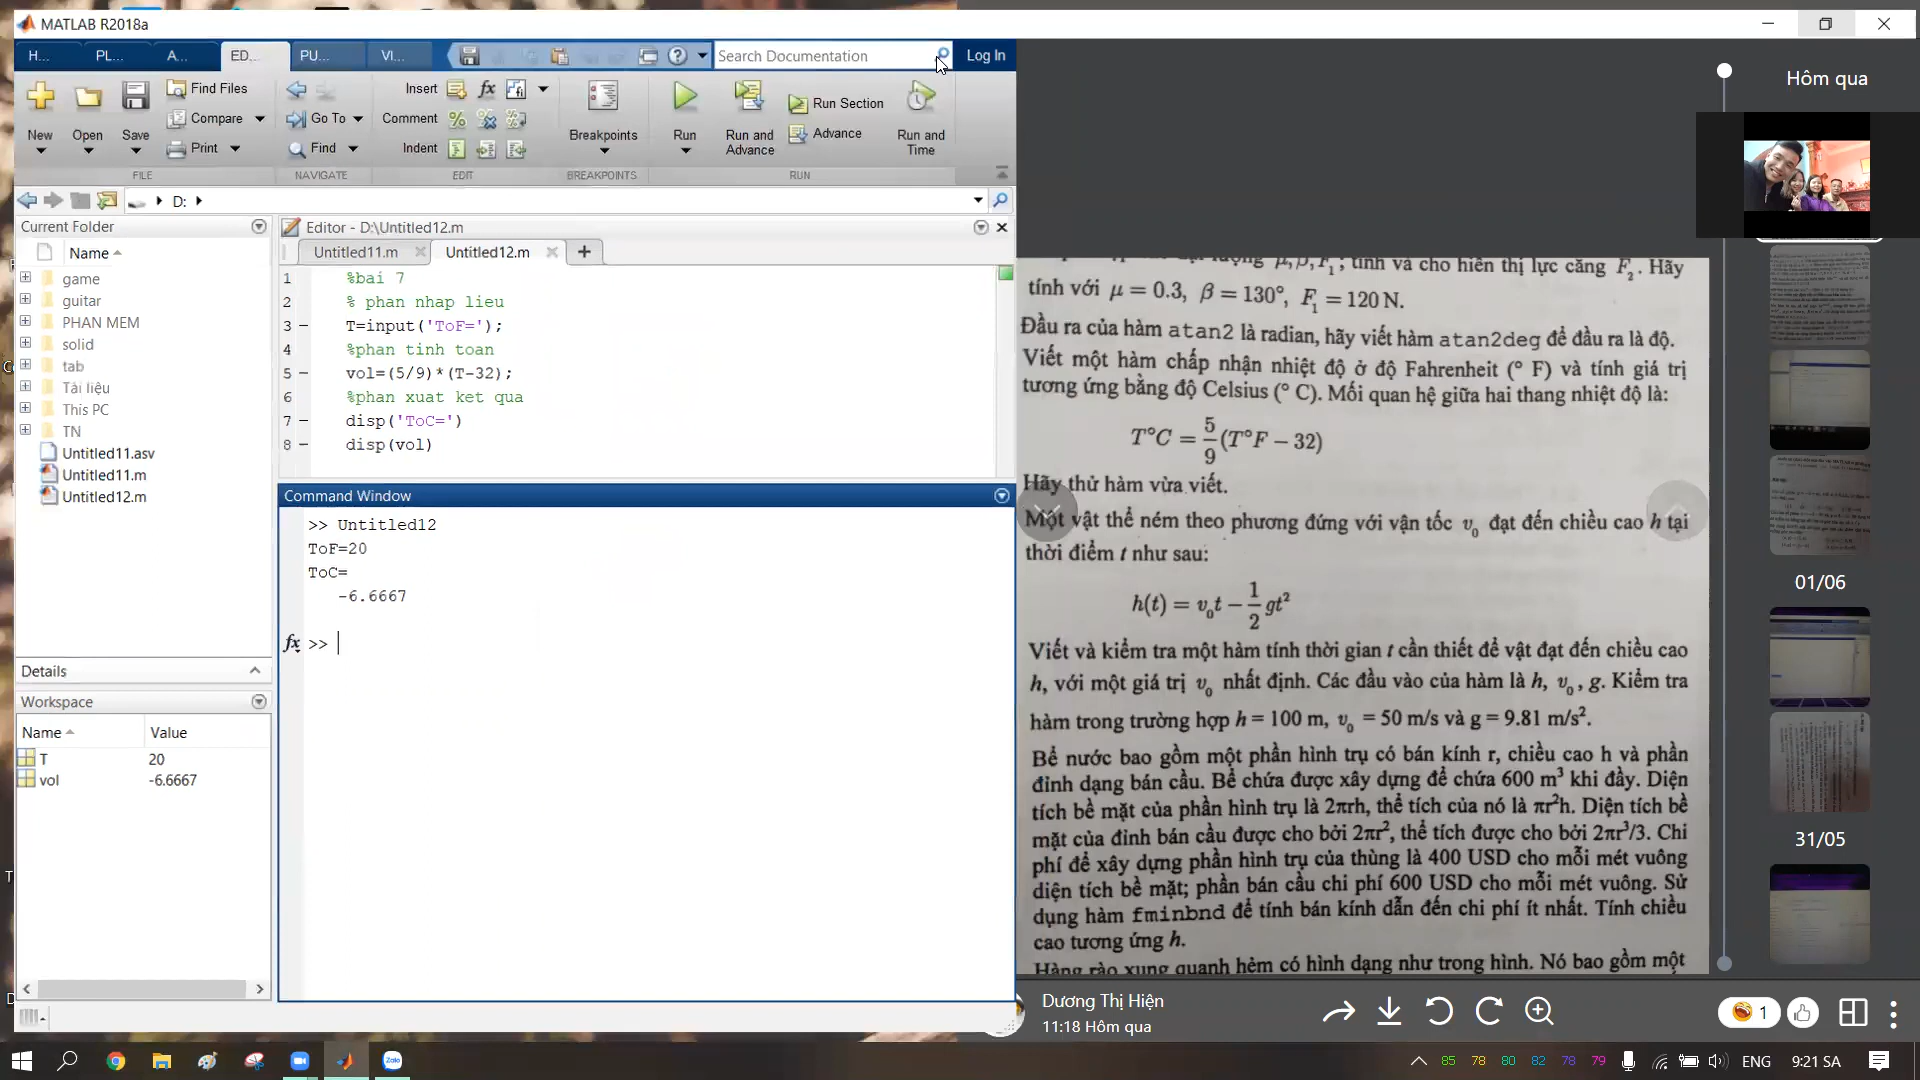 MATLAB R2018a
H...
PL...
A...
ED...
PU...
VI...
Search Documentation
Log In
New
Open
Save
Find Files
Compare
Print
FILE
Go To
Find
NAVIGATE
Insert
Comment
Indent
EDIT
Breakpoints
BREAKPOINTS
Run
Run and Advance
Run Section
Advance
Run and Time
RUN
D:
Current Folder
Name
game
guitar
PHAN MEM
solid
tab
Tài liệu
This PC
TN
Untitled11.asv
Untitled11.m
Untitled12.m
Details
Workspace
Name Value
T 20
vol -6.6667
Editor - D:\Untitled12.m
Untitled11.m
Untitled12.m
1 %bai 7
2 % phan nhap lieu
3 T=input('ToF=');
4 %phan tinh toan
5 vol=(5/9)*(T-32);
6 %phan xuat ket qua
7 disp('ToC=')
8 disp(vol)
Command Window
>> Untitled12
ToF=20
ToC=
-6.6667
fx >>
μ, β, F₁; tính và cho hiển thị lực căng F₂. Hãy
tính với μ = 0.3, β = 130°, F₁ = 120 N.
Đầu ra của hàm atan2 là radian, hãy viết hàm atan2deg để đầu ra là độ.
Viết một hàm chấp nhận nhiệt độ ở độ Fahrenheit (° F) và tính giá trị
tương ứng bằng độ Celsius (° C). Mối quan hệ giữa hai thang nhiệt độ là:
T°C = 5/9 (T°F − 32)
Hãy thử hàm vừa viết.
Một vật thể ném theo phương đứng với vận tốc v₀ đạt đến chiều cao h tại
thời điểm t như sau:
h(t) = v₀t − 1/2 gt²
Viết và kiểm tra một hàm tính thời gian t cần thiết để vật đạt đến chiều cao
h, với một giá trị v₀ nhất định. Các đầu vào của hàm là h, v₀, g. Kiểm tra
hàm trong trường hợp h = 100 m, v₀ = 50 m/s và g = 9.81 m/s².
Bể nước bao gồm một phần hình trụ có bán kính r, chiều cao h và phần
đỉnh dạng bán cầu. Bể chứa được xây dựng để chứa 600 m³ khi đầy. Diện
tích bề mặt của phần hình trụ là 2πrh, thể tích của nó là πr²h. Diện tích bề
mặt của đỉnh bán cầu được cho bởi 2πr², thể tích được cho bởi 2πr³/3. Chi
phí để xây dựng phần hình trụ của thùng là 400 USD cho mỗi mét vuông
diện tích bề mặt; phần bán cầu chi phí 600 USD cho mỗi mét vuông. Sử
dụng hàm fminbnd để tính bán kính dẫn đến chi phí ít nhất. Tính chiều
cao tương ứng h.
Hàng rào xung quanh hẻm có hình dạng như trong hình. Nó bao gồm một
Hôm qua
01/06
31/05
Dương Thị Hiện
11:18 Hôm qua
1
Zalo
85 78 80 82 78 79
ENG
9:21 SA